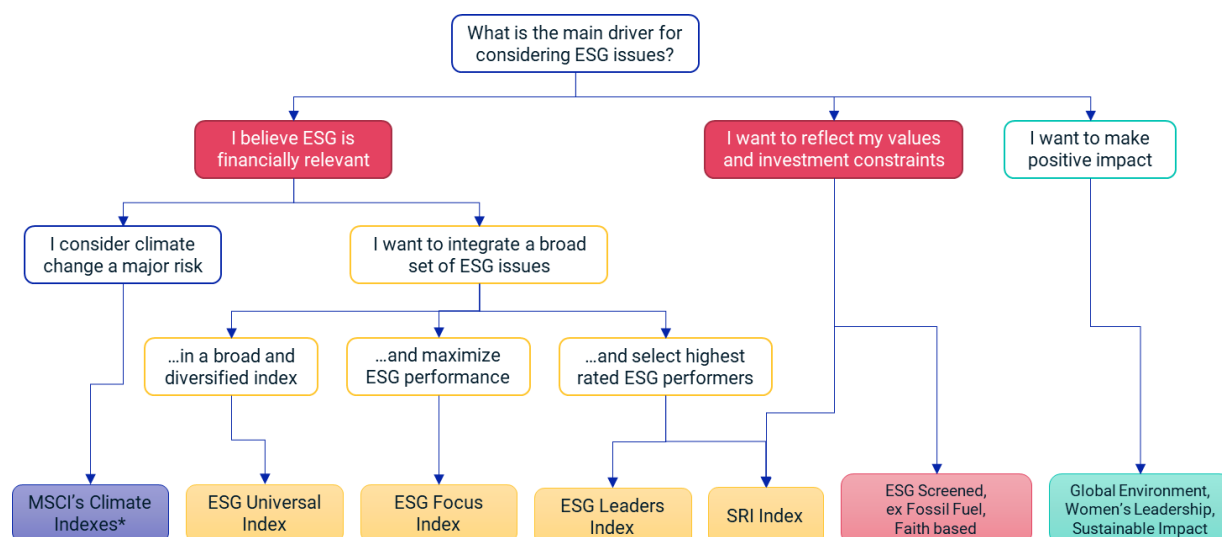 What is the main driver for
considering ESG issues?
I believe ESG is
financially relevant
I want to reflect my values
and investment constraints
I want to make
positive impact
I consider climate
change a major risk
I want to integrate a broad
set of ESG issues
...in a broad and
diversified index
...and maximize
ESG performance
...and select highest
rated ESG performers
MSCI's Climate
Indexes*
ESG Universal
Index
ESG Focus
Index
ESG Leaders
Index
SRI Index
ESG Screened,
ex Fossil Fuel,
Faith based
Global Environment,
Women's Leadership,
Sustainable Impact